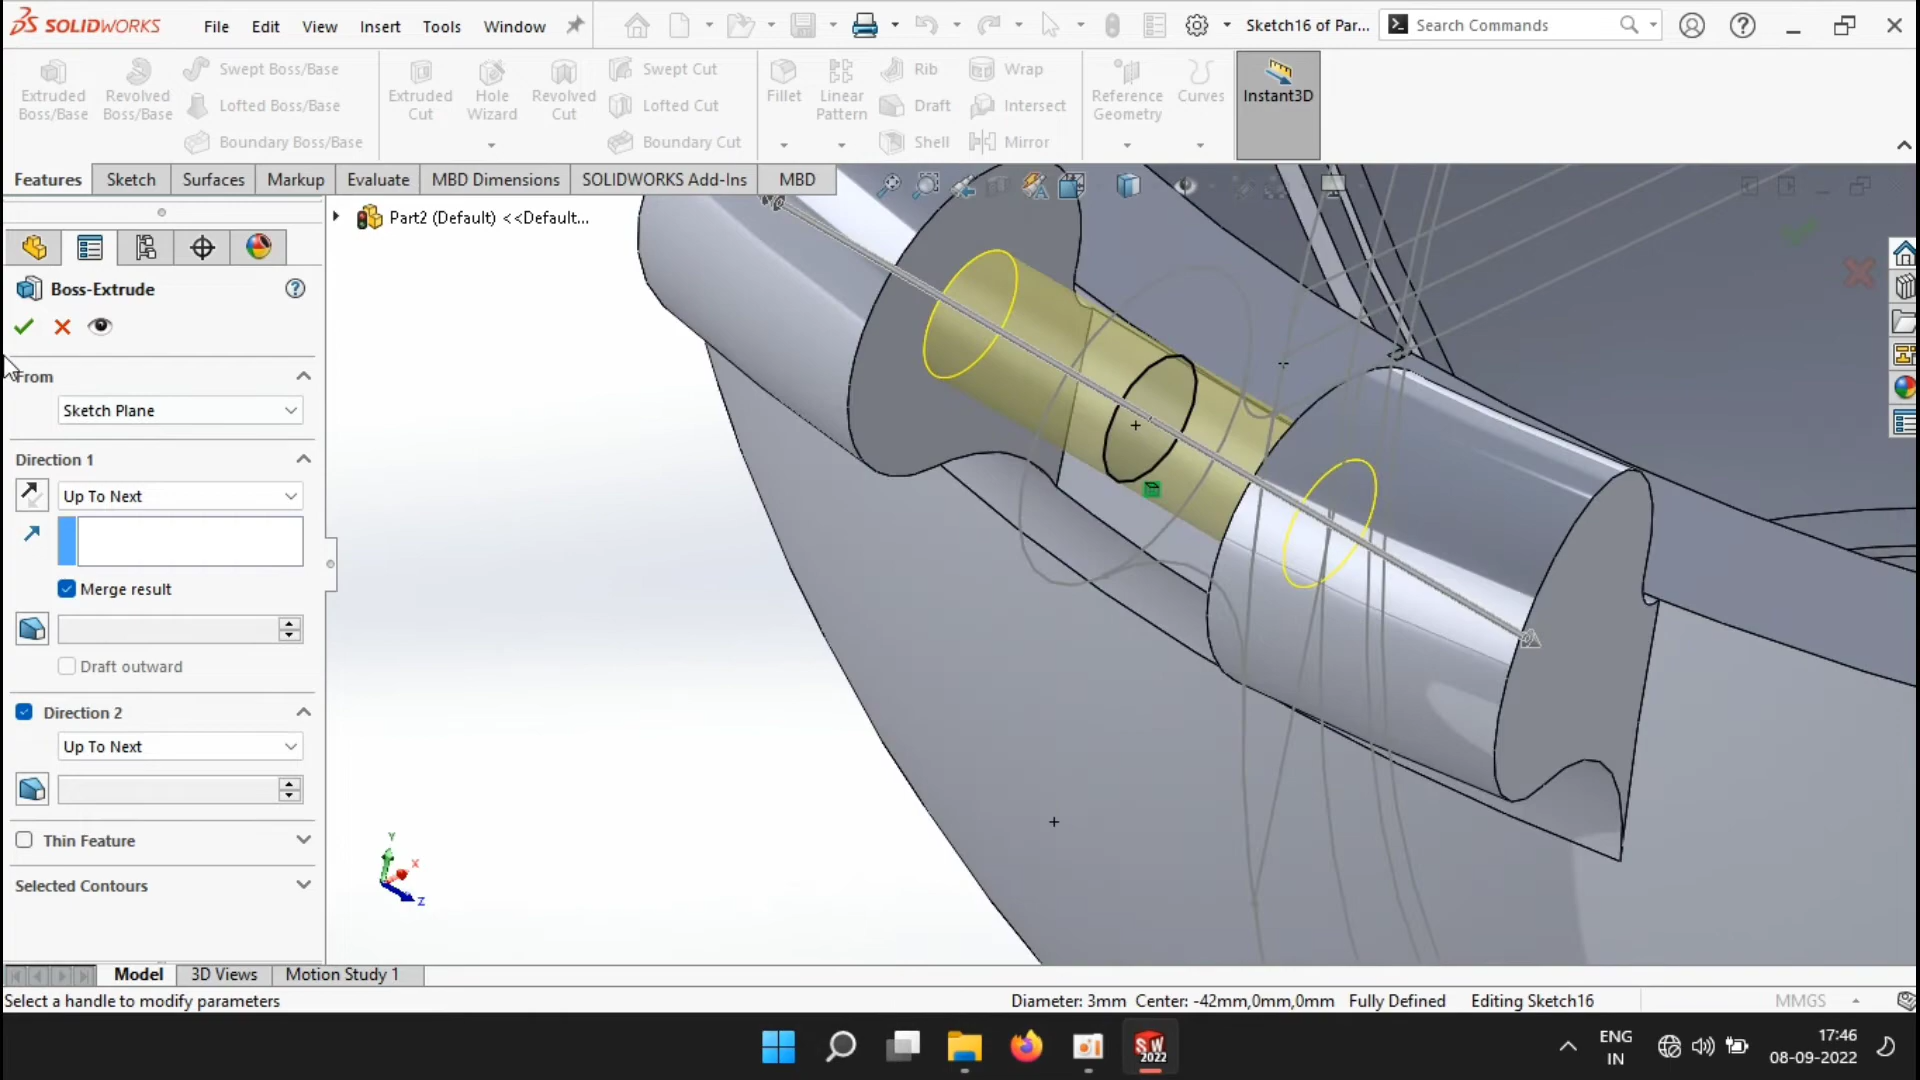 SOLIDWORKS File Edit View Insert Tools Window Sketch16 of Par... Search Commands
Extruded Boss/Base Revolved Boss/Base Swept Boss/Base Lofted Boss/Base Boundary Boss/Base Extruded Cut Hole Wizard Revolved Cut Swept Cut Lofted Cut Boundary Cut Fillet Linear Pattern Rib Draft Shell Wrap Intersect Mirror Reference Geometry Curves Instant3D
Features Sketch Surfaces Markup Evaluate MBD Dimensions SOLIDWORKS Add-Ins MBD
Part2 (Default) <<Default...
Boss-Extrude
From
Sketch Plane
Direction 1
Up To Next
Merge result
Draft outward
Direction 2
Up To Next
Thin Feature
Selected Contours
Y
X
Z
Model 3D Views Motion Study 1
Select a handle to modify parameters Diameter: 3mm Center: -42mm,0mm,0mm Fully Defined Editing Sketch16 MMGS
SW 2022
ENG 17:46
IN 08-09-2022